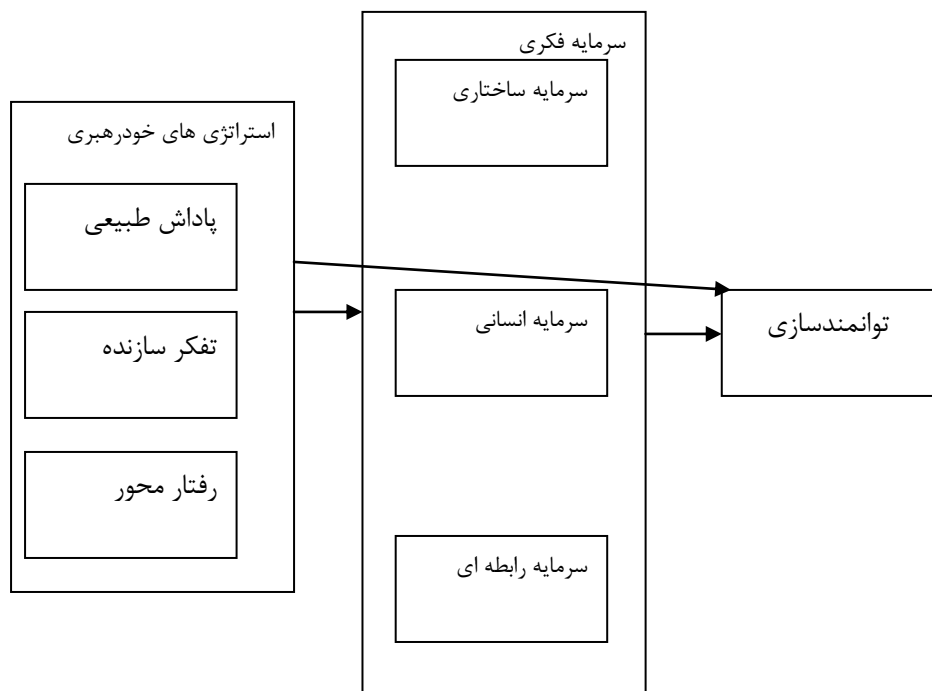 سرمایه فکری
سرمایه ساختاری
استراتژی های خودرهبری
پاداش طبیعی
سرمایه انسانی
توانمندسازی
تفکر سازنده
رفتار محور
سرمایه رابطه ای